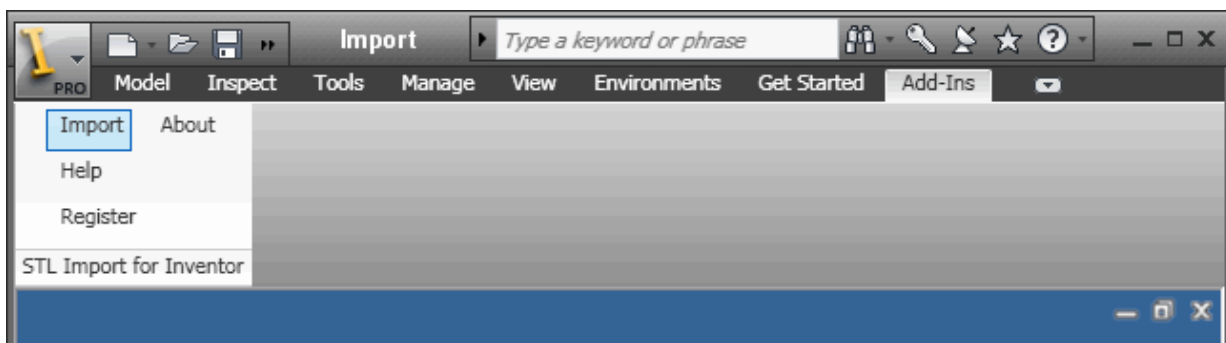 Import Type a keyword or phrase
PRO Model Inspect Tools Manage View Environments Get Started Add-Ins
Import About
Help
Register
STL Import for Inventor